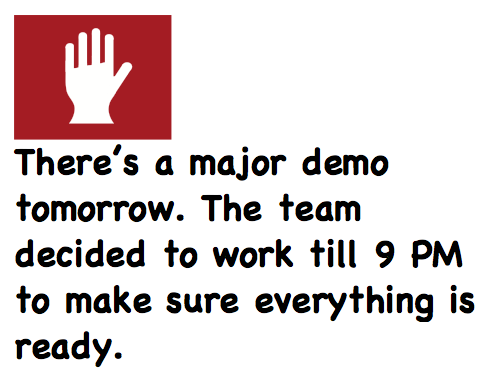 There's a major demo
tomorrow. The team
decided to work till 9 PM
to make sure everything is
ready.